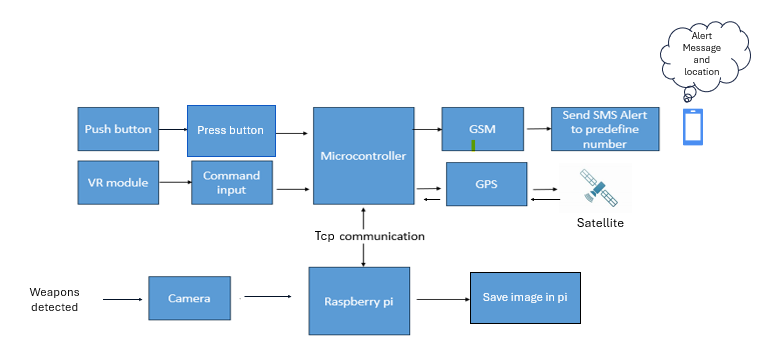 Alert
Message
and
location
Push button
Press button
Microcontroller
GSM
Send SMS Alert
to predefine
number
VR module
Command
input
GPS
Satellite
Tcp communication
Weapons
detected
Camera
Raspberry pi
Save image in pi